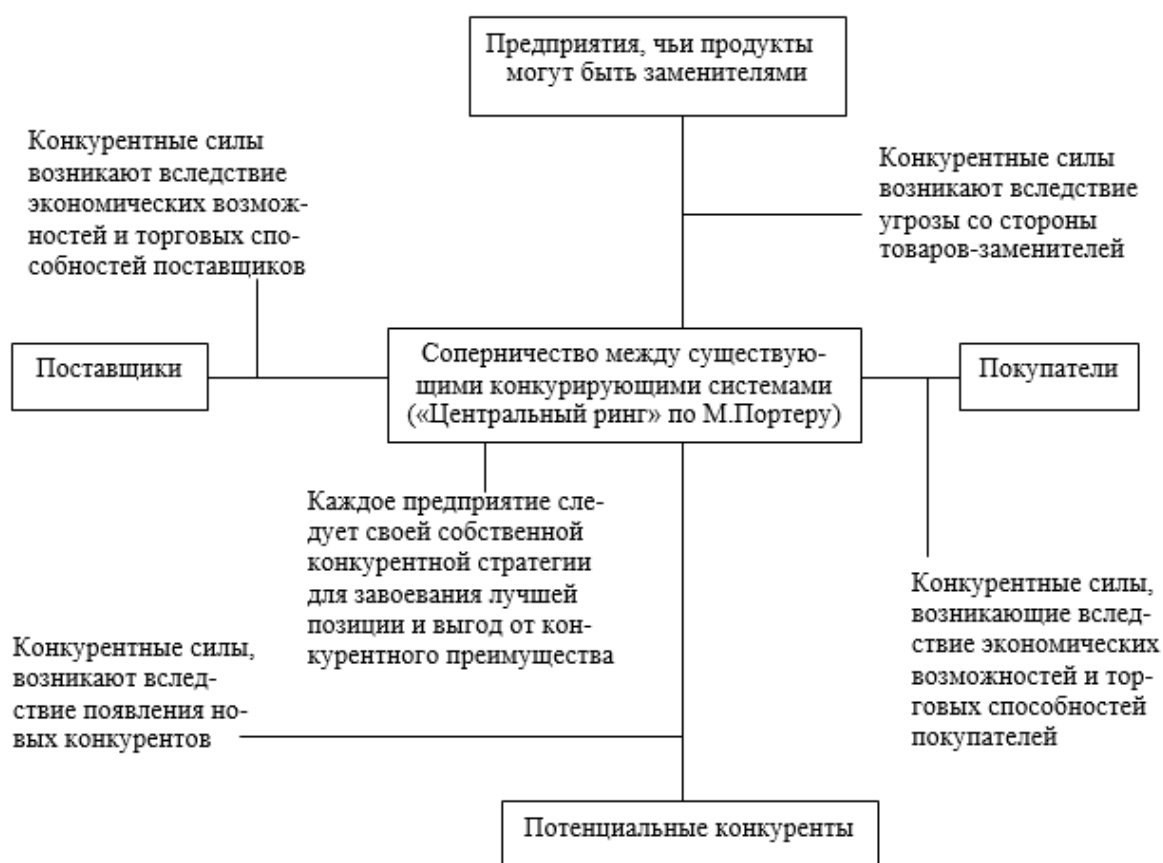 Предприятия, чьи продукты
могут быть заменителями
Конкурентные силы
возникают вследствие
экономических возмож-
ностей и торговых спо-
собностей поставщиков
Конкурентные силы
возникают вследствие
угрозы со стороны
товаров-заменителей
Поставщики
Соперничество между существую-
щими конкурирующими системами
(«Центральный ринг» по М.Портеру)
Покупатели
Каждое предприятие сле-
дует своей собственной
конкурентной стратегии
для завоевания лучшей
позиции и выгод от кон-
курентного преимущества
Конкурентные силы,
возникают вслед-
ствие появления но-
вых конкурентов
Конкурентные силы,
возникающие вслед-
ствие экономических
возможностей и тор-
говых способностей
покупателей
Потенциальные конкуренты